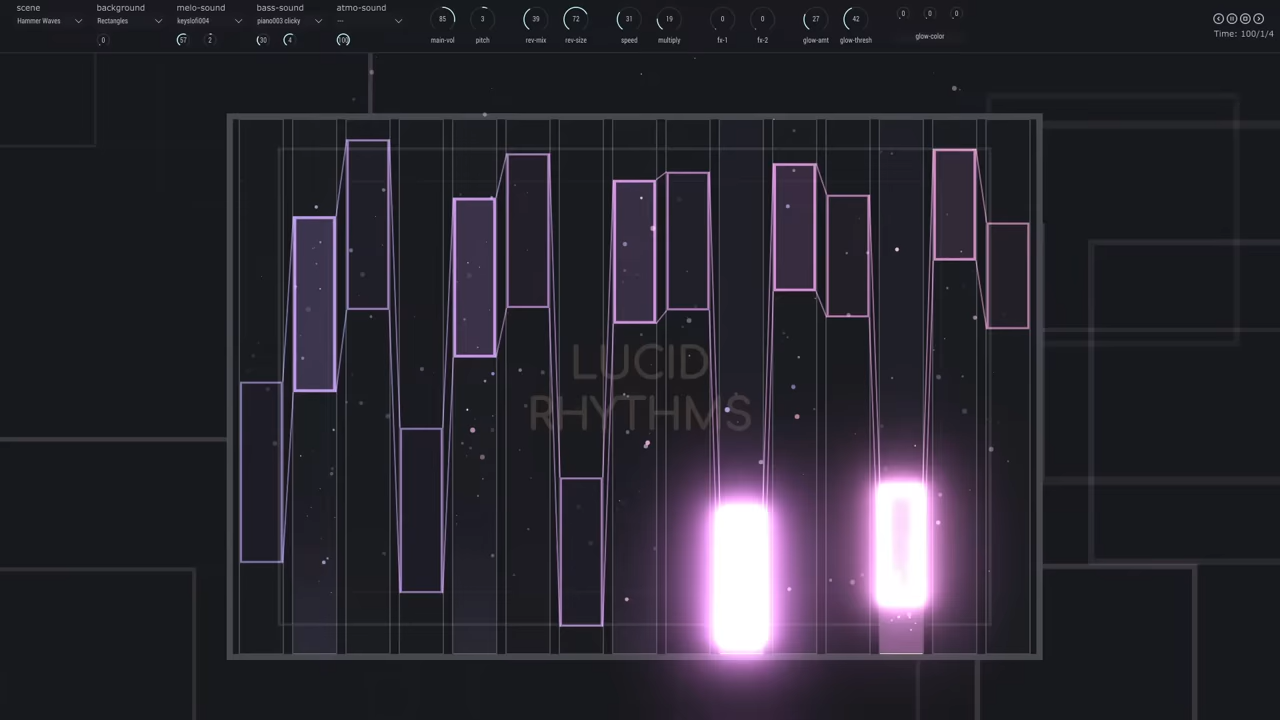 scene
Hammer Waves
background
Rectangles
0
melo-sound
keyslofi004
57 2
bass-sound
piano003 clicky
30 4
atmo-sound
---
100
85 3 39 72 31 19 0 0 27 42 0 0 0
main-vol pitch rev-mix rev-size speed multiply fx-1 fx-2 glow-amt glow-thresh glow-color
Time: 100/1/4
LUCID
RHYTHMS